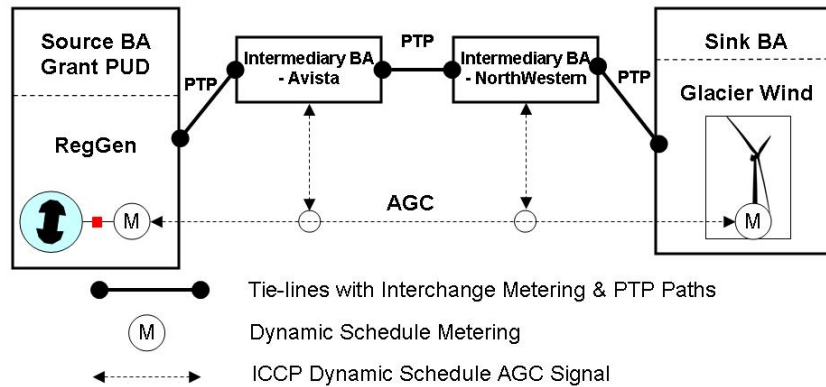 Source BA
Grant PUD
RegGen
M
PTP
Intermediary BA
- Avista
PTP
Intermediary BA
- NorthWestern
PTP
Sink BA
Glacier Wind
M
AGC
Tie-lines with Interchange Metering & PTP Paths
M
Dynamic Schedule Metering
ICCP Dynamic Schedule AGC Signal